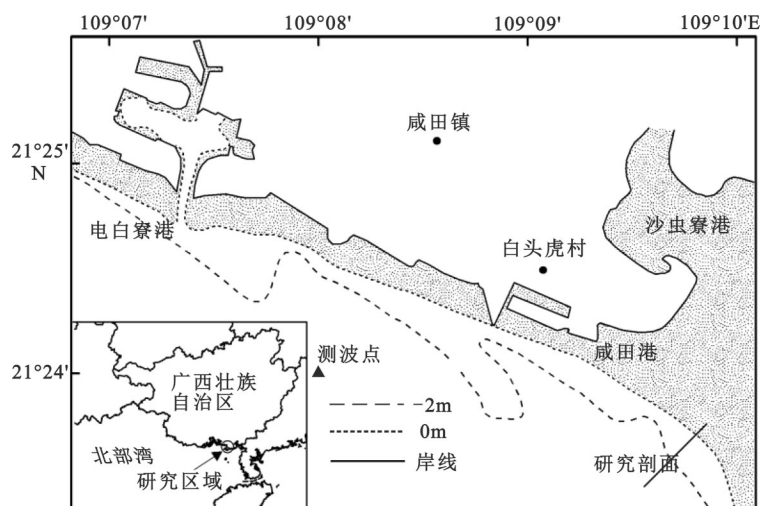 109°07′ 109°08′ 109°09′ 109°10′E
咸田镇
21°25′
N
沙虫寮港
电白寮港
白头虎村
测波点
咸田港
21°24′
广西壮族
自治区
-2m
0m
北部湾
研究剖面
岸线
研究区域